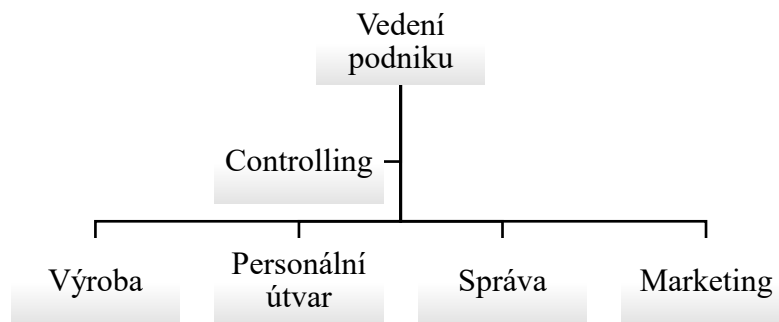 Vedení
podniku
Controlling
Výroba
Personální
útvar
Správa
Marketing